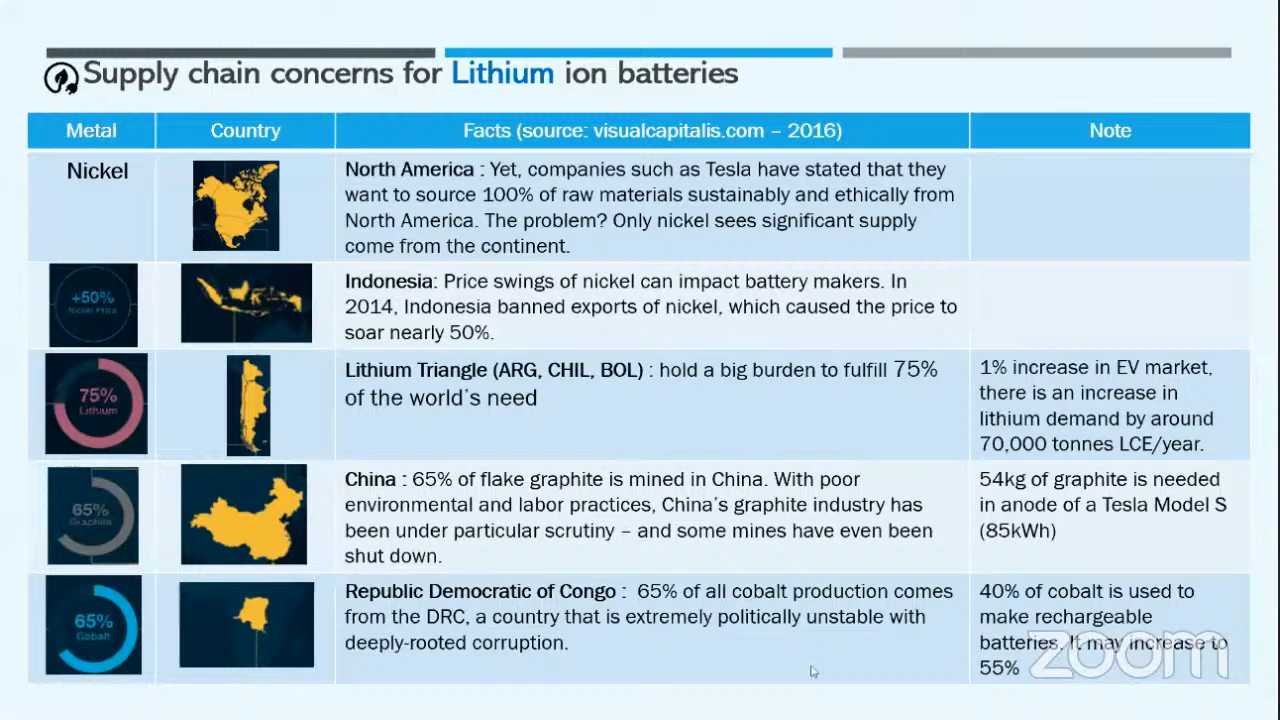 Supply chain concerns for Lithium ion batteries
Metal
Country
Facts (source: visualcapitalis.com – 2016)
Note
Nickel
North America : Yet, companies such as Tesla have stated that they
want to source 100% of raw materials sustainably and ethically from
North America. The problem? Only nickel sees significant supply
come from the continent.
+50%
Nickel Price
Indonesia: Price swings of nickel can impact battery makers. In
2014, Indonesia banned exports of nickel, which caused the price to
soar nearly 50%.
75%
Lithium
Lithium Triangle (ARG, CHIL, BOL) : hold a big burden to fulfill 75%
of the world's need
1% increase in EV market,
there is an increase in
lithium demand by around
70,000 tonnes LCE/year.
65%
Graphite
China : 65% of flake graphite is mined in China. With poor
environmental and labor practices, China's graphite industry has
been under particular scrutiny – and some mines have even been
shut down.
54kg of graphite is needed
in anode of a Tesla Model S
(85kWh)
65%
Cobalt
Republic Democratic of Congo : 65% of all cobalt production comes
from the DRC, a country that is extremely politically unstable with
deeply-rooted corruption.
40% of cobalt is used to
make rechargeable
batteries. It may increase to
55%
zoom